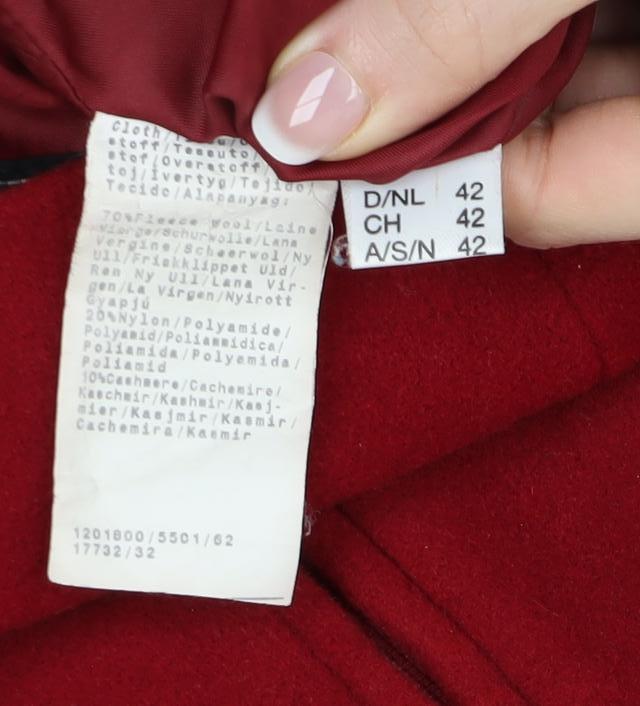 Cloth/
stoff/Tessuto/
stof/Overstoff/
toj/Ivertyg/Tejido/
Tecido/Alapanyag:
70%Fleece Wool/Laine
Vierge/Schurwolle/Lana
Vergine/Scheerwol/Ny
Ull/Friskklippet Uld/
Ren Ny Ull/Lana Vir-
gen/La Virgen/Nyirott
Gyapjú
20%Nylon/Polyamide/
Polyamid/Poliammidica/
Poliamida/Polyemida/
Poliamid
10%Cashmere/Cachemire/
Kaschmir/Kashmir/Kasj-
mier/Kasjmir/Kasmir/
Cachemira/Kasmir
1201800/5501/62
17732/32
D/NL 42
CH 42
A/S/N 42